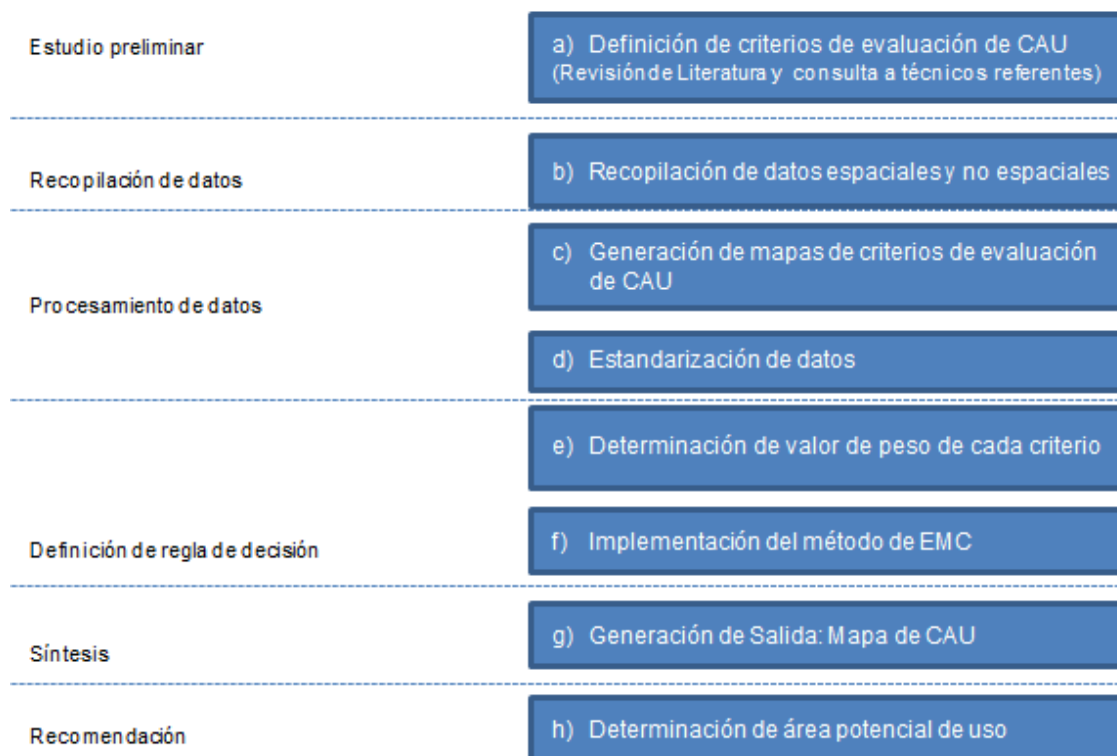 Estudio preliminar
a) Definición de criterios de evaluación de CAU
(Revisión de Literatura y consulta a técnicos referentes)
Recopilación de datos
b) Recopilación de datos espaciales y no espaciales
Procesamiento de datos
c) Generación de mapas de criterios de evaluación
de CAU
d) Estandarización de datos
e) Determinación de valor de peso de cada criterio
Definición de regla de decisión
f) Implementación del método de EMC
Síntesis
g) Generación de Salida: Mapa de CAU
Recomendación
h) Determinación de área potencial de uso